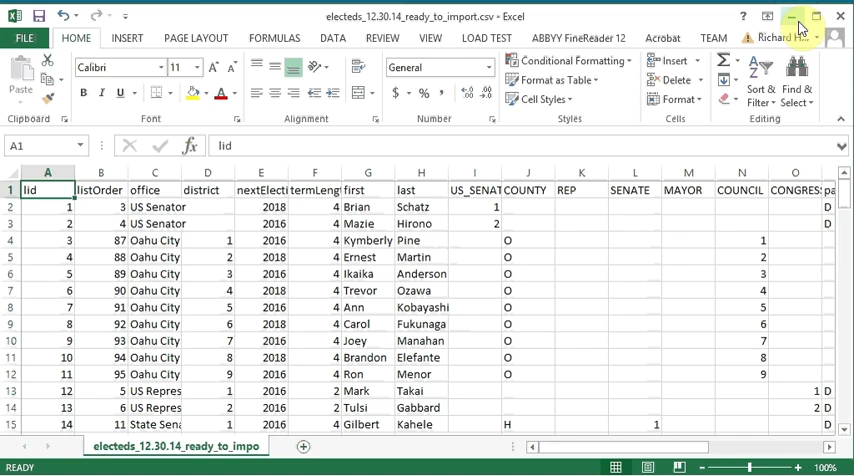 electeds_12.30.14_ready_to_import.csv - Excel
?
FILE HOME INSERT PAGE LAYOUT FORMULAS DATA REVIEW VIEW LOAD TEST ABBYY FineReader 12 Acrobat TEAM Richard H...
Paste
Calibri 11
General
Conditional Formatting
Format as Table
Cell Styles
Insert
Delete
Format
Sort & Filter
Find & Select
B I U
$ % ,
Clipboard Font Alignment Number Styles Cells Editing
A1 fx lid
A B C D E F G H I J K L M N O
1 lid listOrder office district nextElecti termLengt first last US_SENAT COUNTY REP SENATE MAYOR COUNCIL CONGRESS pa
2 1 3 US Senator 2018 4 Brian Schatz 1 D
3 2 4 US Senator 2018 4 Mazie Hirono 2 D
4 3 87 Oahu City 1 2016 4 Kymberly Pine O 1
5 4 88 Oahu City 2 2018 4 Ernest Martin O 2
6 5 89 Oahu City 3 2016 4 Ikaika Anderson O 3
7 6 90 Oahu City 4 2018 4 Trevor Ozawa O 4
8 7 91 Oahu City 5 2016 4 Ann Kobayashi O 5
9 8 92 Oahu City 6 2018 4 Carol Fukunaga O 6
10 9 93 Oahu City 7 2016 4 Joey Manahan O 7
11 10 94 Oahu City 8 2018 4 Brandon Elefante O 8
12 11 95 Oahu City 9 2016 4 Ron Menor O 9
13 12 5 US Repres 1 2016 2 Mark Takai 1 D
14 13 6 US Repres 2 2016 2 Tulsi Gabbard 2 D
15 14 11 State Sena 1 2016 4 Gilbert Kahele H 1 D
electeds_12.30.14_ready_to_impo
READY 100%